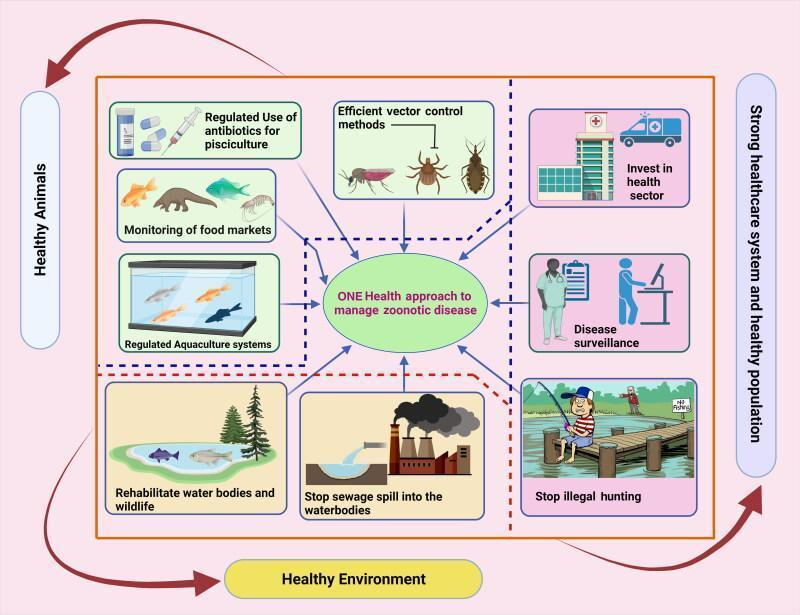 Healthy Animals
Regulated Use of
antibiotics for
pisciculture
Efficient vector control
methods
Invest in
health
sector
Monitoring of food markets
Regulated Aquaculture systems
ONE Health approach to
manage zoonotic disease
Disease
surveillance
Strong healthcare system and healthy population
Rehabilitate water bodies and
wildlife
Stop sewage spill into the
waterbodies
No
Fishing
Stop illegal hunting
Healthy Environment